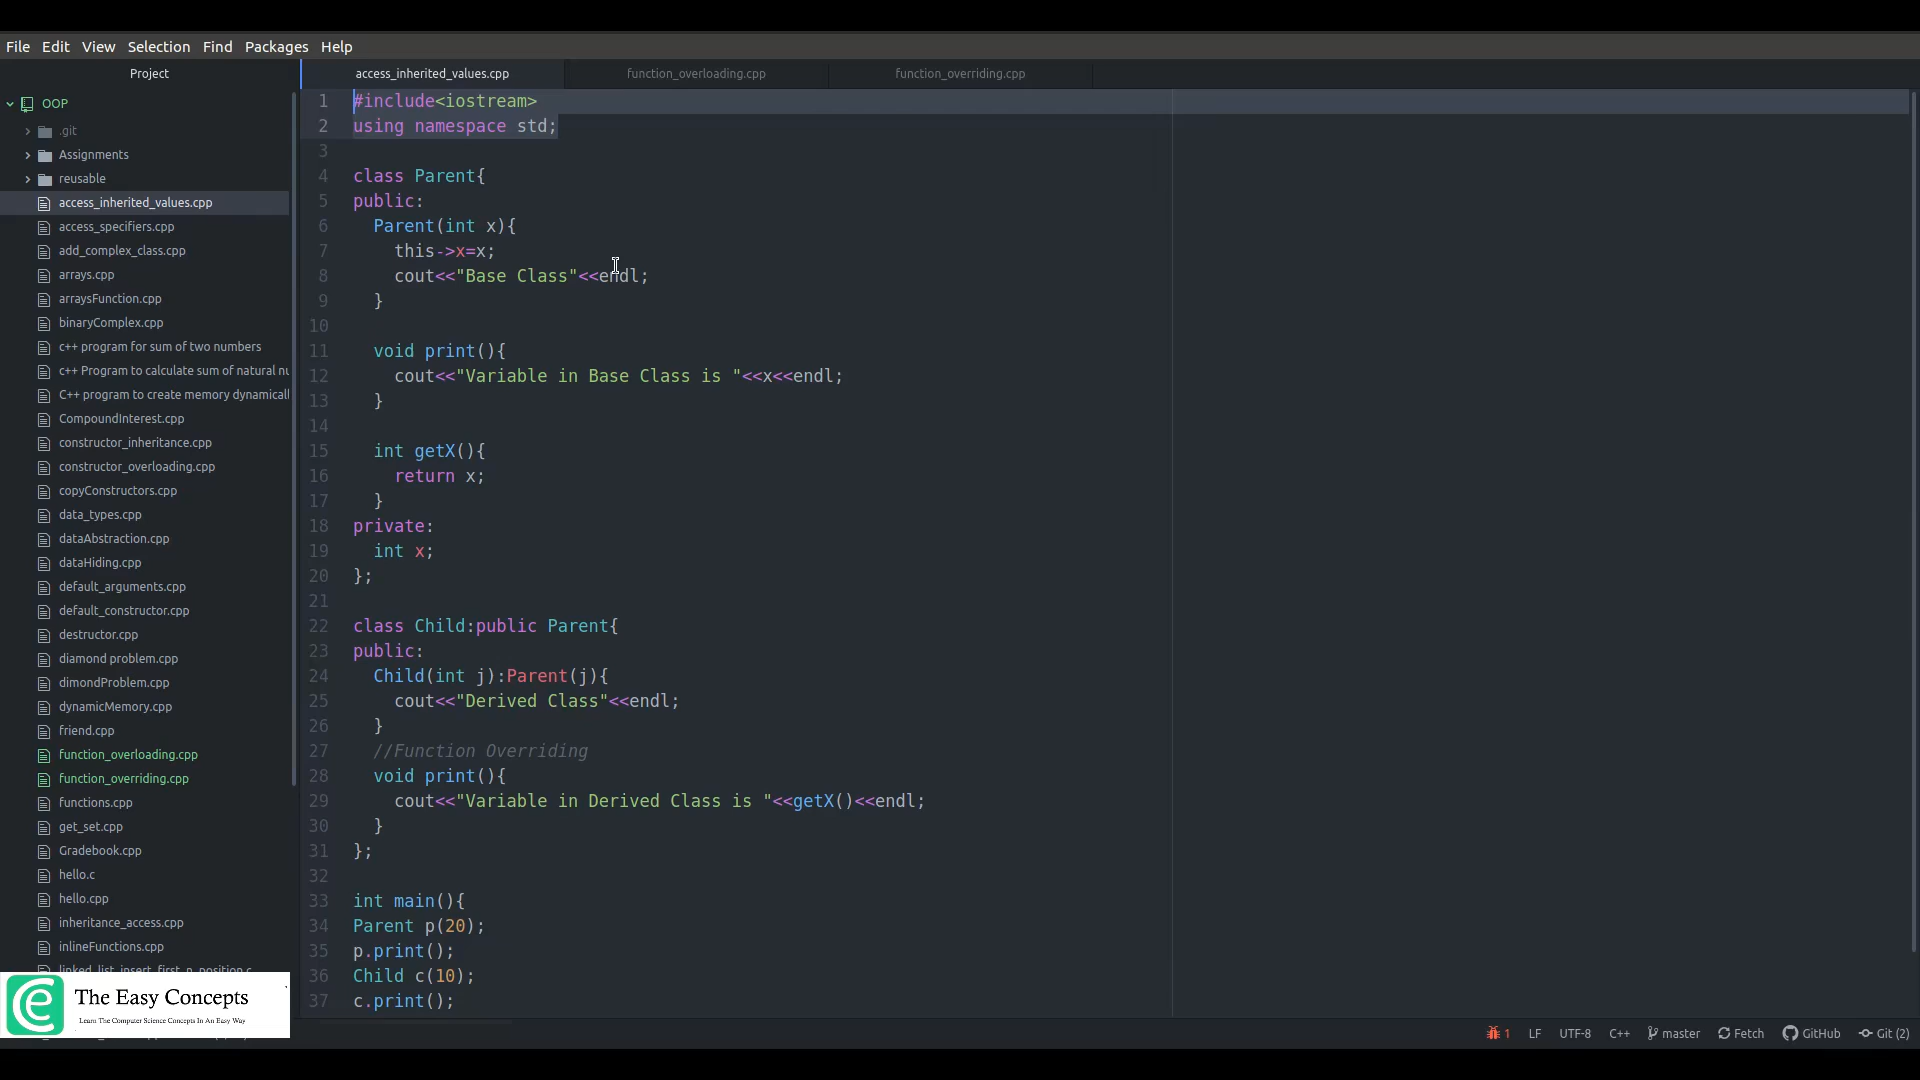 File Edit View Selection Find Packages Help
Project
OOP
.git
Assignments
reusable
access_inherited_values.cpp
access_specifiers.cpp
add_complex_class.cpp
arrays.cpp
arraysFunction.cpp
binaryComplex.cpp
c++ program for sum of two numbers
c++ Program to calculate sum of natural nu
C++ program to create memory dynamicall
CompoundInterest.cpp
constructor_inheritance.cpp
constructor_overloading.cpp
copyConstructors.cpp
data_types.cpp
dataAbstraction.cpp
dataHiding.cpp
default_arguments.cpp
default_constructor.cpp
destructor.cpp
diamond problem.cpp
dimondProblem.cpp
dynamicMemory.cpp
friend.cpp
function_overloading.cpp
function_overriding.cpp
functions.cpp
get_set.cpp
Gradebook.cpp
hello.c
hello.cpp
inheritance_access.cpp
inlineFunctions.cpp
linked_list_insert_first_n_position.c
The Easy Concepts
Learn The Computer Science Concepts In An Easy Way
access_inherited_values.cpp function_overloading.cpp function_overriding.cpp
1 #include<iostream>
2 using namespace std;
3
4 class Parent{
5 public:
6 Parent(int x){
7 this->x=x;
8 cout<<"Base Class"<<endl;
9 }
10
11 void print(){
12 cout<<"Variable in Base Class is "<<x<<endl;
13 }
14
15 int getX(){
16 return x;
17 }
18 private:
19 int x;
20 };
21
22 class Child:public Parent{
23 public:
24 Child(int j):Parent(j){
25 cout<<"Derived Class"<<endl;
26 }
27 //Function Overriding
28 void print(){
29 cout<<"Variable in Derived Class is "<<getX()<<endl;
30 }
31 };
32
33 int main(){
34 Parent p(20);
35 p.print();
36 Child c(10);
37 c.print();
1 LF UTF-8 C++ master Fetch GitHub Git (2)